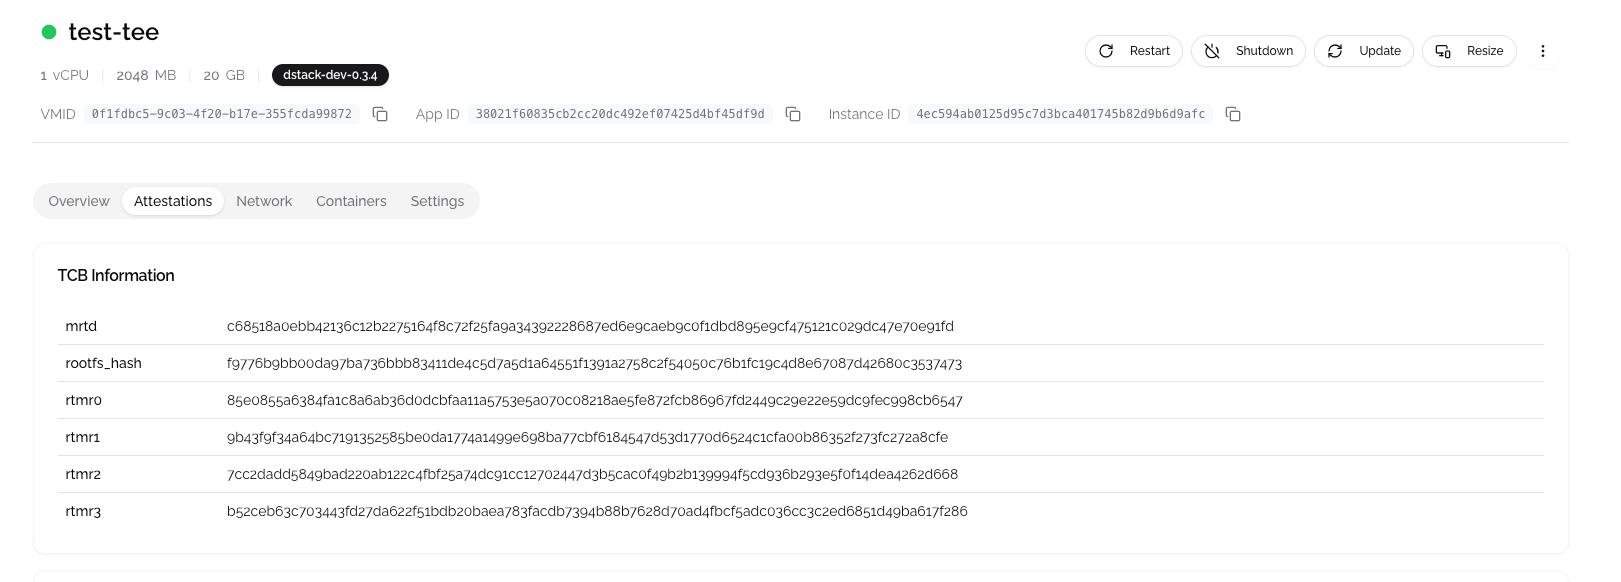 test-tee
Restart Shutdown Update Resize
1 vCPU 2048 MB 20 GB dstack-dev-0.3.4
VMID 0f1fdbc5-9c03-4f20-b17e-355fcda99872 App ID 38021f60835cb2cc20dc492ef07425d4bf45df9d Instance ID 4ec594ab0125d95c7d3bca401745b82d9b6d9afc
Overview Attestations Network Containers Settings
TCB Information
mrtd c68518a0ebb42136c12b2275164f8c72f25fa9a34392228687ed6e9caeb9c0f1dbd895e9cf475121c029dc47e70e91fd
rootfs_hash f9776b9bb00da97ba736bbb83411de4c5d7a5d1a64551f1391a2758c2f54050c76b1fc19c4d8e67087d42680c3537473
rtmr0 85e0855a6384fa1c8a6ab36d0dcbfaa11a5753e5a070c08218ae5fe872fcb86967fd2449c29e22e59dc9fec998cb6547
rtmr1 9b43f9f34a64bc7191352585be0da1774a1499e698ba77cbf6184547d53d1770d6524c1cfa00b86352f273fc272a8cfe
rtmr2 7cc2dadd5849bad220ab122c4fbf25a74dc91cc12702447d3b5cac0f49b2b139994f5cd936b293e5f0f14dea4262d668
rtmr3 b52ceb63c703443fd27da622f51bdb20baea783facdb7394b88b7628d70ad4fbcf5adc036cc3c2ed6851d49ba617f286